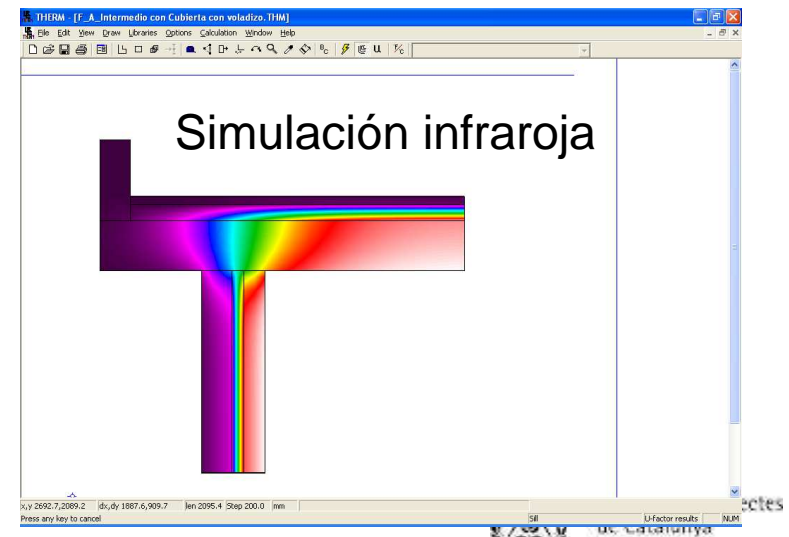 THERM - [F_A_Intermedio con Cubierta con voladizo.THM]
File Edit View Draw Libraries Options Calculation Window Help
Simulación infraroja
x,y 2692.7,2089.2 dx,dy 1887.6,909.7 len 2095.4 Step 200.0 mm
Press any key to cancel Sill U-factor results NUM
ectes
de Catalunya